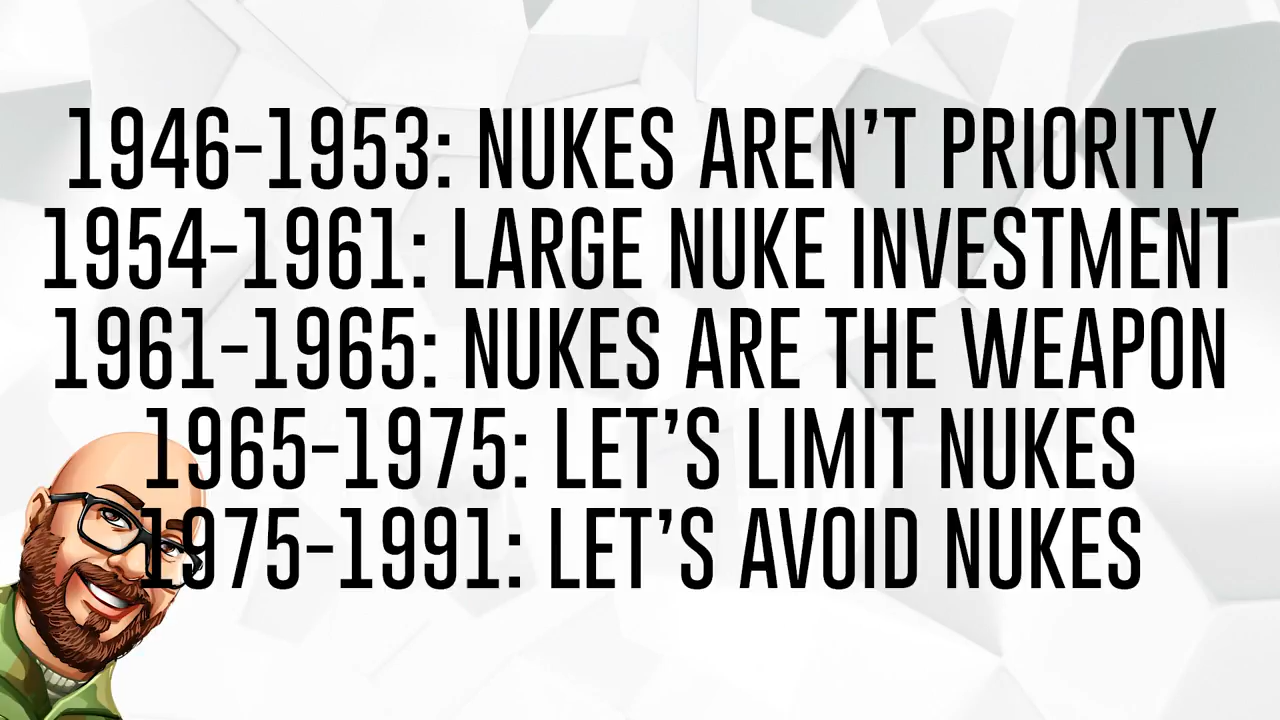 1946-1953: NUKES AREN'T PRIORITY
1954-1961: LARGE NUKE INVESTMENT
1961-1965: NUKES ARE THE WEAPON
1965-1975: LET'S LIMIT NUKES
1975-1991: LET'S AVOID NUKES